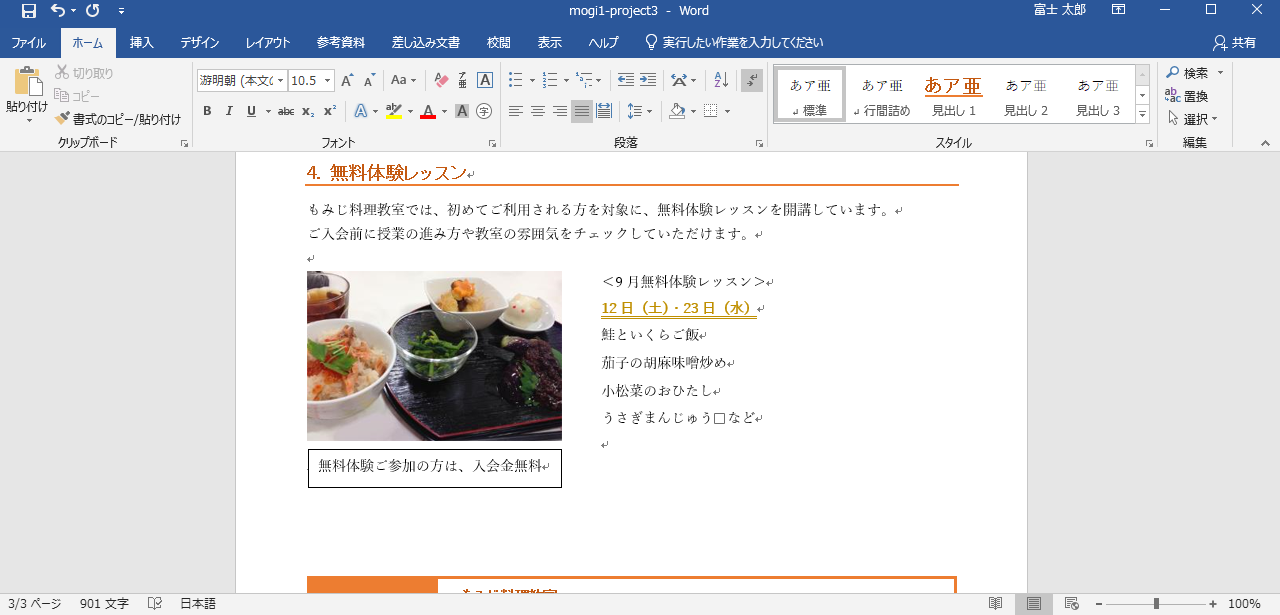 mogi1-project3 - Word
富士 太郎
ファイル ホーム 挿入 デザイン レイアウト 参考資料 差し込み文書 校閲 表示 ヘルプ 実行したい作業を入力してください 共有
貼り付け
切り取り
コピー
書式のコピー/貼り付け
クリップボード
游明朝 (本文の 10.5
フォント
段落
あア亜 標準
あア亜 行間詰め
あア亜 見出し 1
あア亜 見出し 2
あア亜 見出し 3
スタイル
検索
置換
選択
編集
4. 無料体験レッスン
もみじ料理教室では、初めてご利用される方を対象に、無料体験レッスンを開講しています。
ご入会前に授業の進み方や教室の雰囲気をチェックしていただけます。
<9 月無料体験レッスン>
12 日（土）・23 日（水）
鮭といくらご飯
茄子の胡麻味噌炒め
小松菜のおひたし
うさぎまんじゅう□など
無料体験ご参加の方は、入会金無料
もみじ料理教室
3/3 ページ 901 文字 日本語 100%